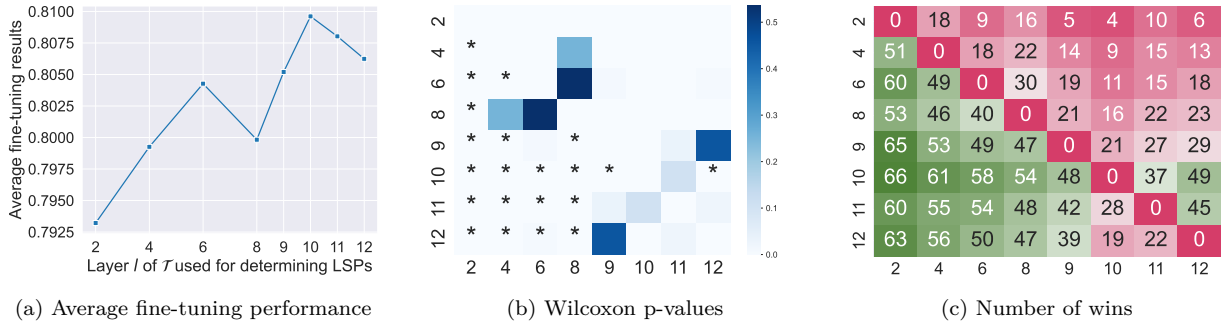 0.8100
0.8075
0.8050
0.8025
0.8000
0.7975
0.7950
0.7925
Average fine-tuning results
2 4 6 8 9 10 11 12
Layer l of 𝒯 used for determining LSPs
(a) Average fine-tuning performance
2
4 *
6 * *
8 *
9 * * * *
10 * * * * * *
11 * * * *
12 * * * *
2 4 6 8 9 10 11 12
0.5
0.4
0.3
0.2
0.1
0.0
(b) Wilcoxon p-values
2 0 18 9 16 5 4 10 6
4 51 0 18 22 14 9 15 13
6 60 49 0 30 19 11 15 18
8 53 46 40 0 21 16 22 23
9 65 53 49 47 0 21 27 29
10 66 61 58 54 48 0 37 49
11 60 55 54 48 42 28 0 45
12 63 56 50 47 39 19 22 0
2 4 6 8 9 10 11 12
(c) Number of wins